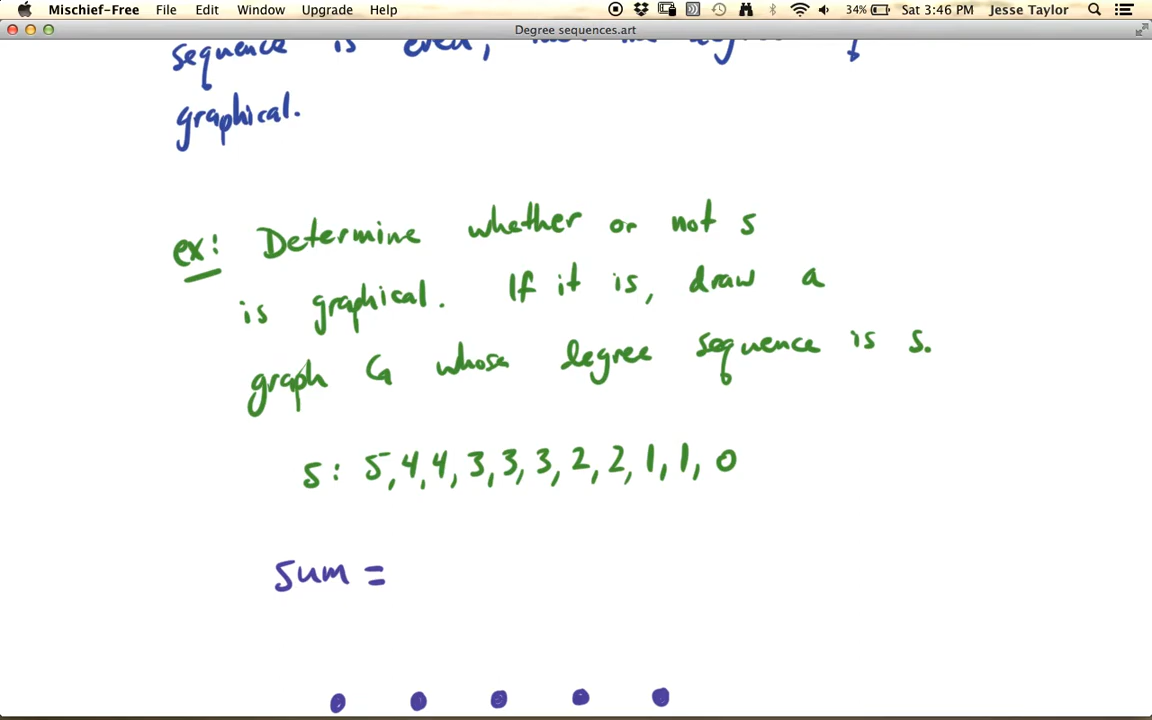 Mischief-Free File Edit Window Upgrade Help 34% Sat 3:46 PM Jesse Taylor
Degree sequences.art
sequence is even,
graphical.
ex: Determine whether or not s
is graphical. If it is, draw a
graph G whose degree sequence is s.
s: 5,4,4,3,3,3,2,2,1,1,0
sum =